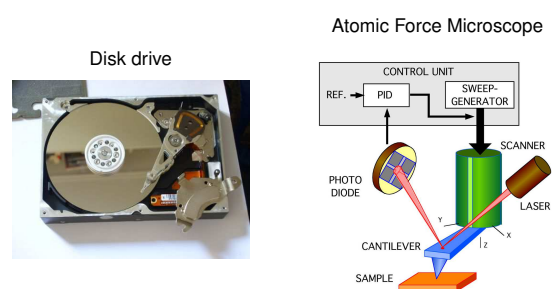 Disk drive
Atomic Force Microscope
CONTROL UNIT
REF.
PID
SWEEP-
GENERATOR
SCANNER
PHOTO
DIODE
LASER
Y
X
Z
CANTILEVER
SAMPLE